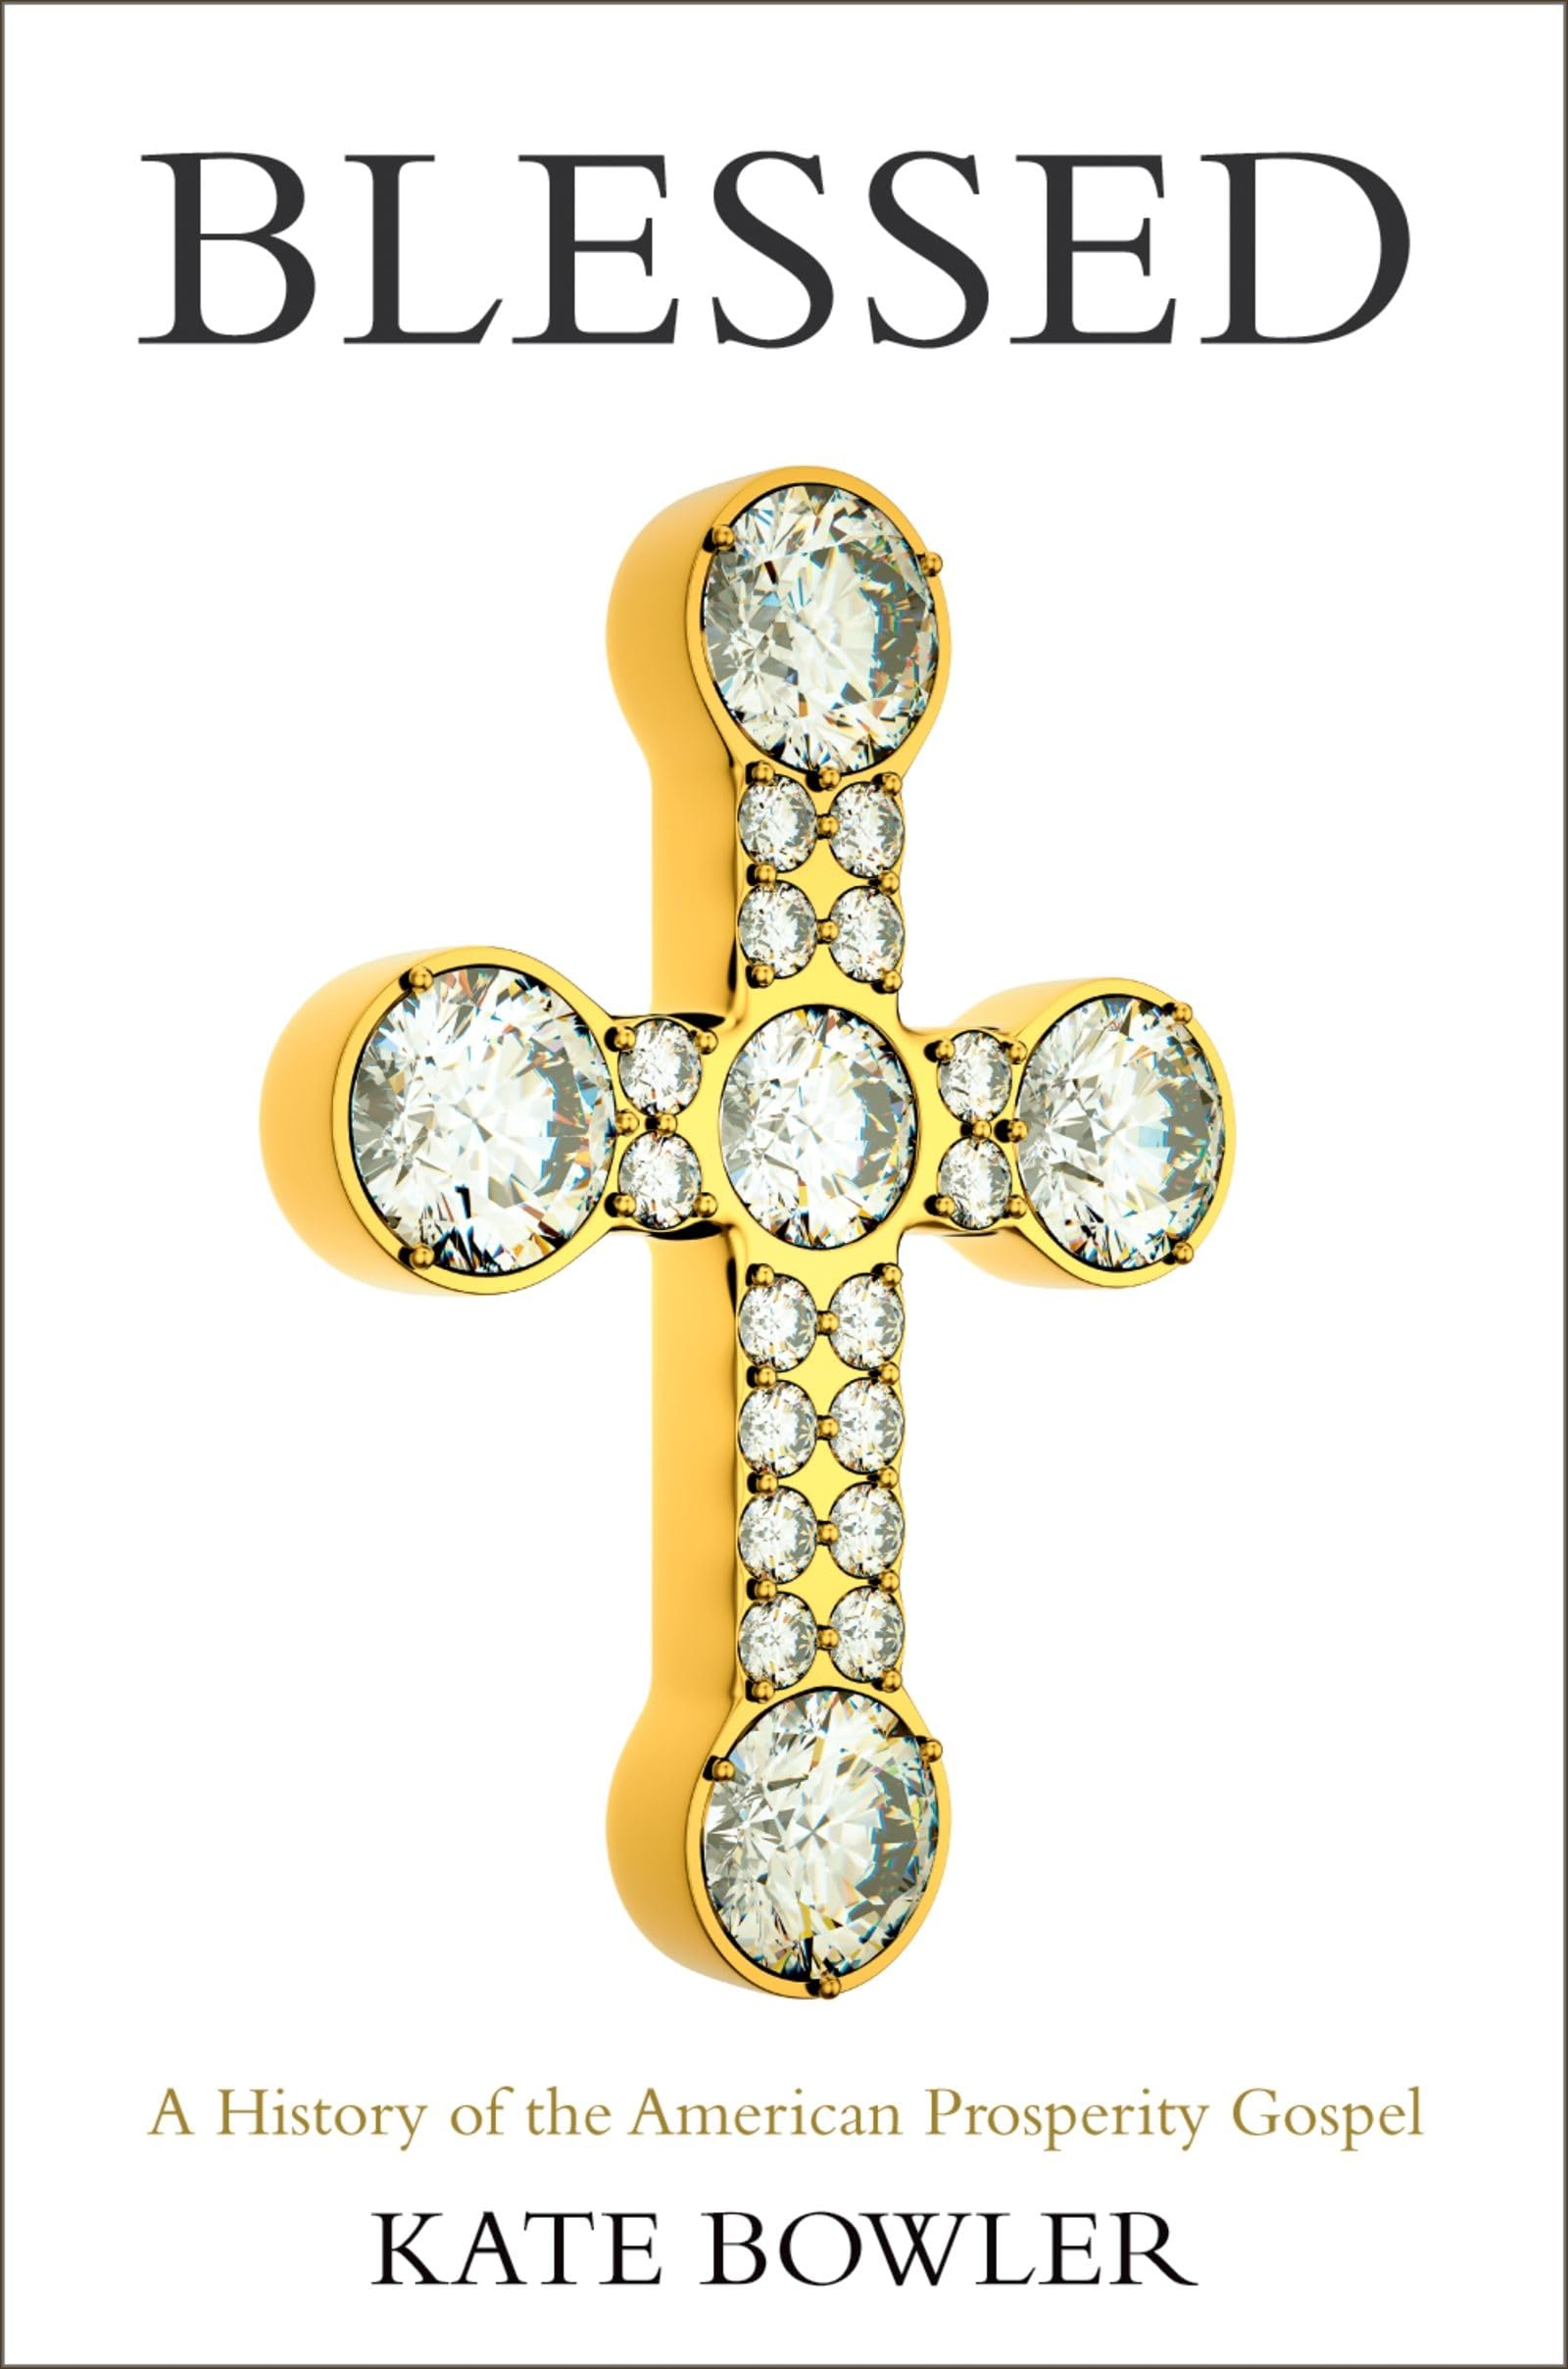 BLESSED
A History of the American Prosperity Gospel
KATE BOWLER